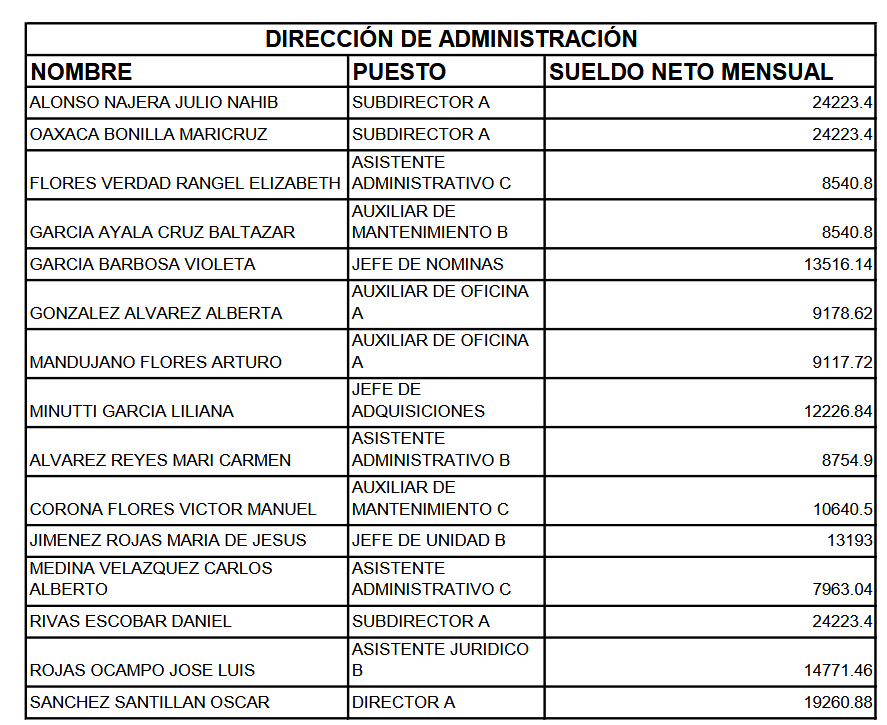 DIRECCIÓN DE ADMINISTRACIÓN
NOMBRE PUESTO SUELDO NETO MENSUAL
ALONSO NAJERA JULIO NAHIB SUBDIRECTOR A 24223.4
OAXACA BONILLA MARICRUZ SUBDIRECTOR A 24223.4
ASISTENTE
FLORES VERDAD RANGEL ELIZABETH ADMINISTRATIVO C 8540.8
AUXILIAR DE
GARCIA AYALA CRUZ BALTAZAR MANTENIMIENTO B 8540.8
GARCIA BARBOSA VIOLETA JEFE DE NOMINAS 13516.14
AUXILIAR DE OFICINA
GONZALEZ ALVAREZ ALBERTA A 9178.62
AUXILIAR DE OFICINA
MANDUJANO FLORES ARTURO A 9117.72
JEFE DE
MINUTTI GARCIA LILIANA ADQUISICIONES 12226.84
ASISTENTE
ALVAREZ REYES MARI CARMEN ADMINISTRATIVO B 8754.9
AUXILIAR DE
CORONA FLORES VICTOR MANUEL MANTENIMIENTO C 10640.5
JIMENEZ ROJAS MARIA DE JESUS JEFE DE UNIDAD B 13193
MEDINA VELAZQUEZ CARLOS ASISTENTE
ALBERTO ADMINISTRATIVO C 7963.04
RIVAS ESCOBAR DANIEL SUBDIRECTOR A 24223.4
ASISTENTE JURIDICO
ROJAS OCAMPO JOSE LUIS B 14771.46
SANCHEZ SANTILLAN OSCAR DIRECTOR A 19260.88